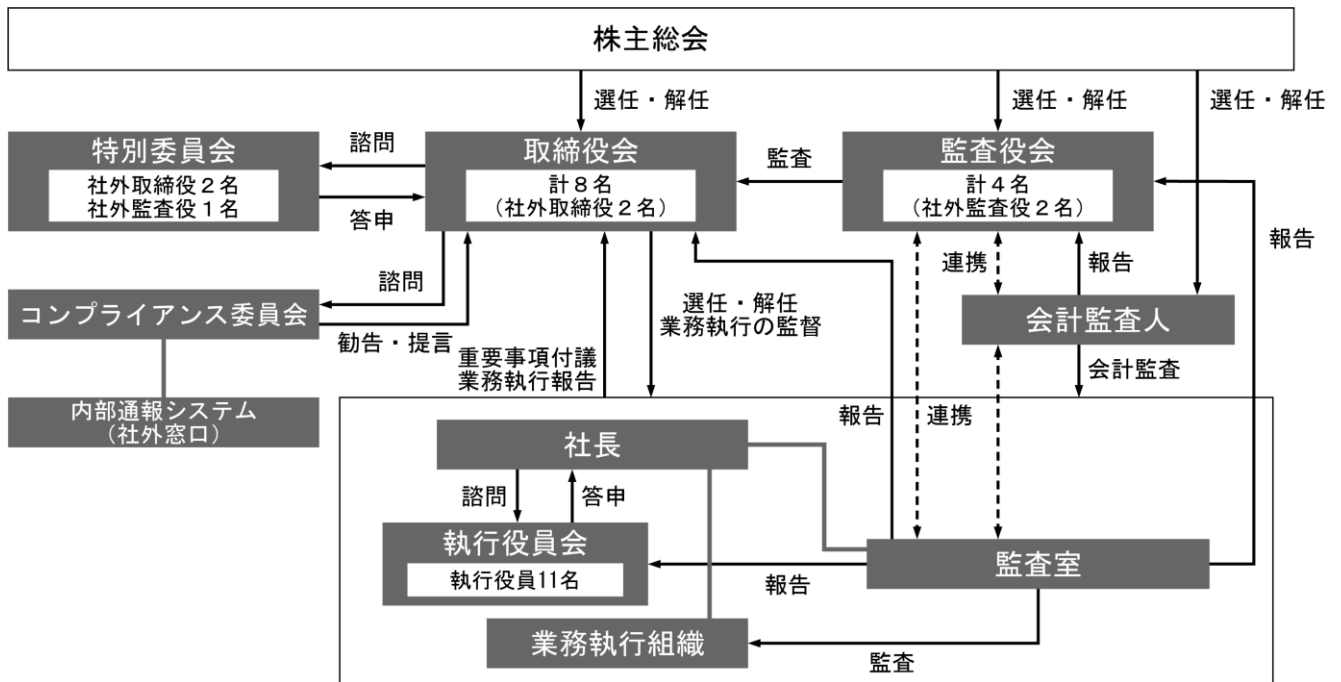 株主総会
選任・解任
選任・解任
選任・解任
特別委員会
社外取締役2名
社外監査役1名
諮問
答申
取締役会
計8名
(社外取締役2名)
監査
監査役会
計4名
(社外監査役2名)
報告
諮問
コンプライアンス委員会
勧告・提言
選任・解任
業務執行の監督
連携
報告
会計監査人
重要事項付議
業務執行報告
会計監査
内部通報システム
(社外窓口)
報告
連携
社長
諮問
答申
執行役員会
執行役員11名
報告
監査室
業務執行組織
監査